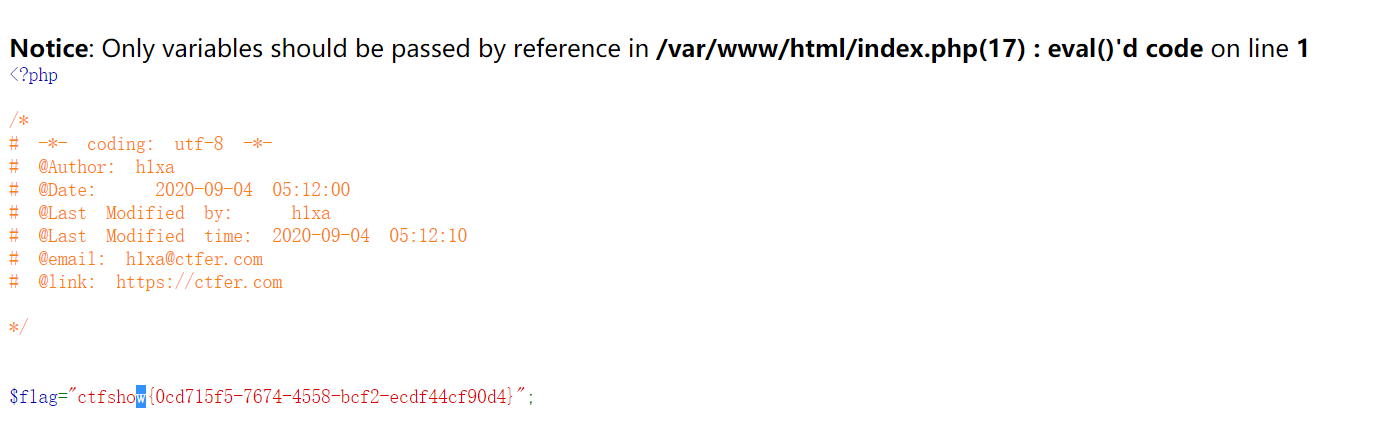 Notice: Only variables should be passed by reference in /var/www/html/index.php(17) : eval()'d code on line 1
<?php
/*
# -*- coding: utf-8 -*-
# @Author: h1xa
# @Date:   2020-09-04 05:12:00
# @Last Modified by:   h1xa
# @Last Modified time: 2020-09-04 05:12:10
# @email: h1xa@ctfer.com
# @link: https://ctfer.com
*/
$flag="ctfshow{0cd715f5-7674-4558-bcf2-ecdf44cf90d4}";